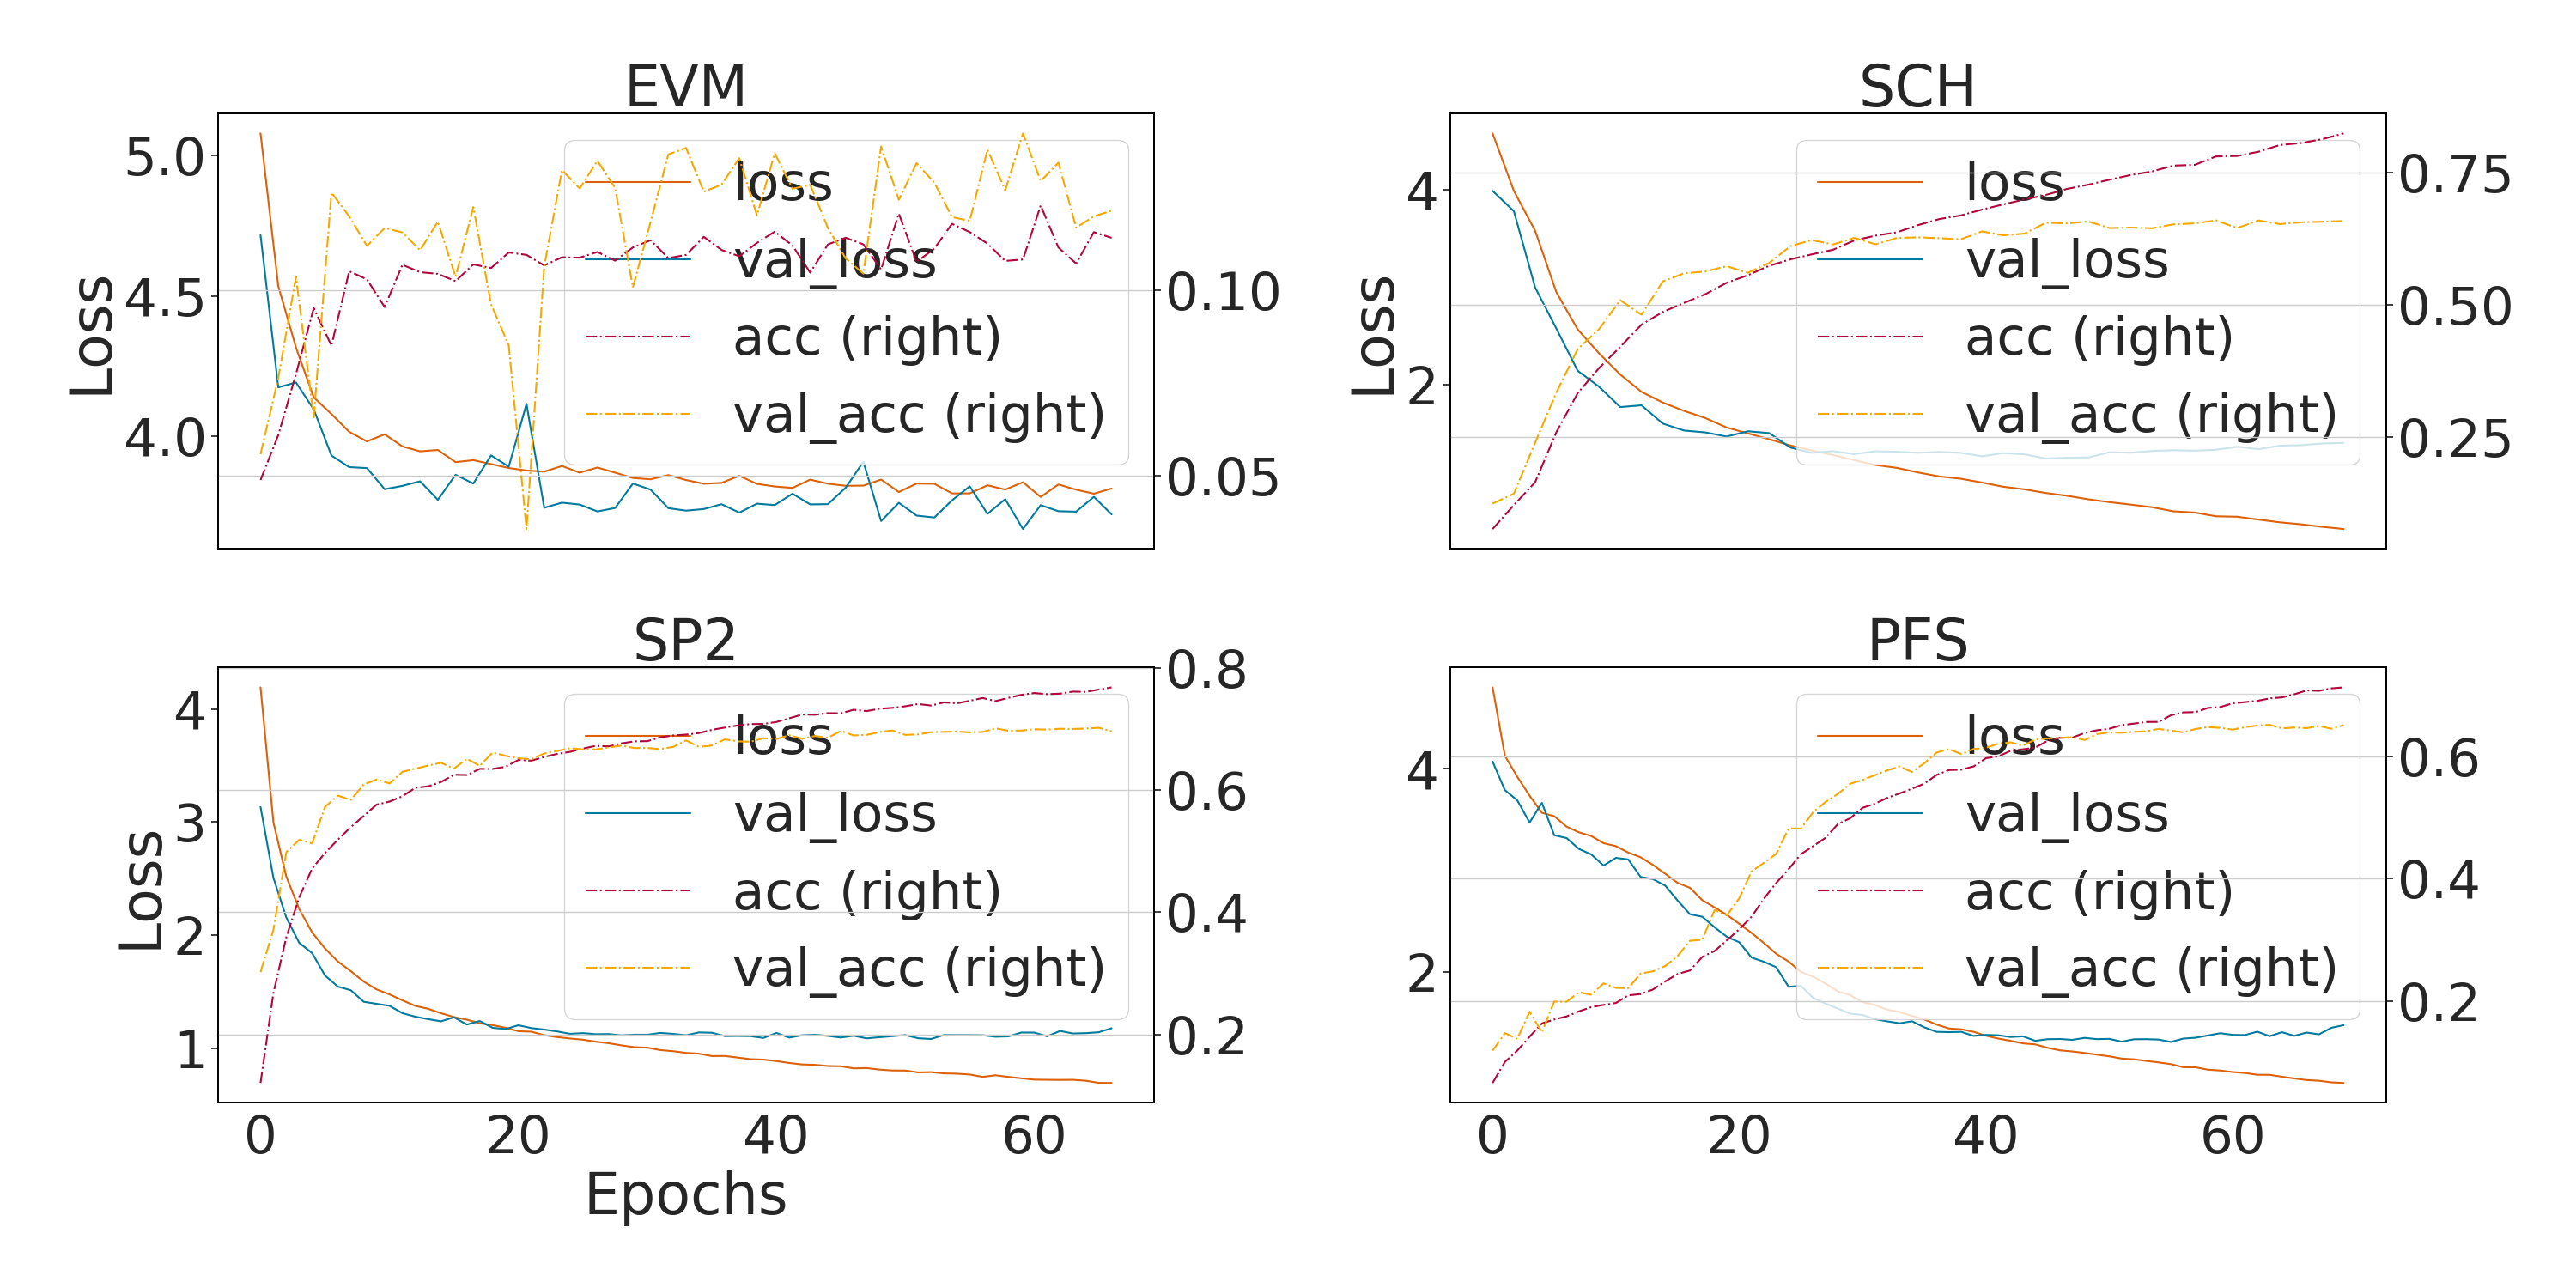 EVM
5.0
4.5
4.0
Loss
0.10
0.05
loss
val_loss
acc (right)
val_acc (right)
SCH
4
2
Loss
0.75
0.50
0.25
loss
val_loss
acc (right)
val_acc (right)
SP2
4
3
2
1
Loss
0.8
0.6
0.4
0.2
loss
val_loss
acc (right)
val_acc (right)
0 20 40 60
Epochs
PFS
4
2
0.6
0.4
0.2
loss
val_loss
acc (right)
val_acc (right)
0 20 40 60